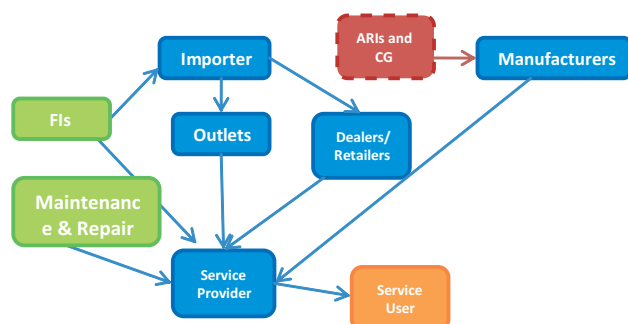 ARIs and
CG
Importer
Manufacturers
FIs
Outlets
Dealers/
Retailers
Maintenanc
e & Repair
Service
Provider
Service
User